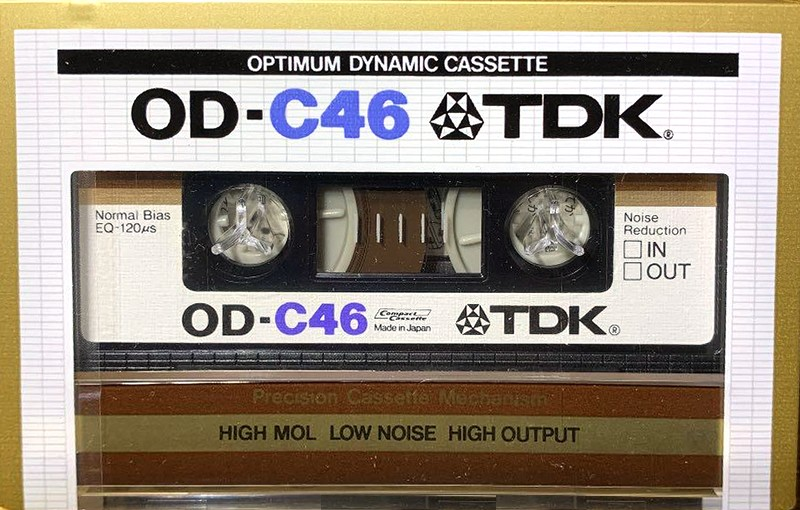 OPTIMUM DYNAMIC CASSETTE
OD-C46 TDK®
Normal Bias
EQ-120µs
Noise
Reduction
IN
OUT
OD-C46 Compact Cassette Made in Japan TDK®
Precision Cassette Mechanism
HIGH MOL LOW NOISE HIGH OUTPUT